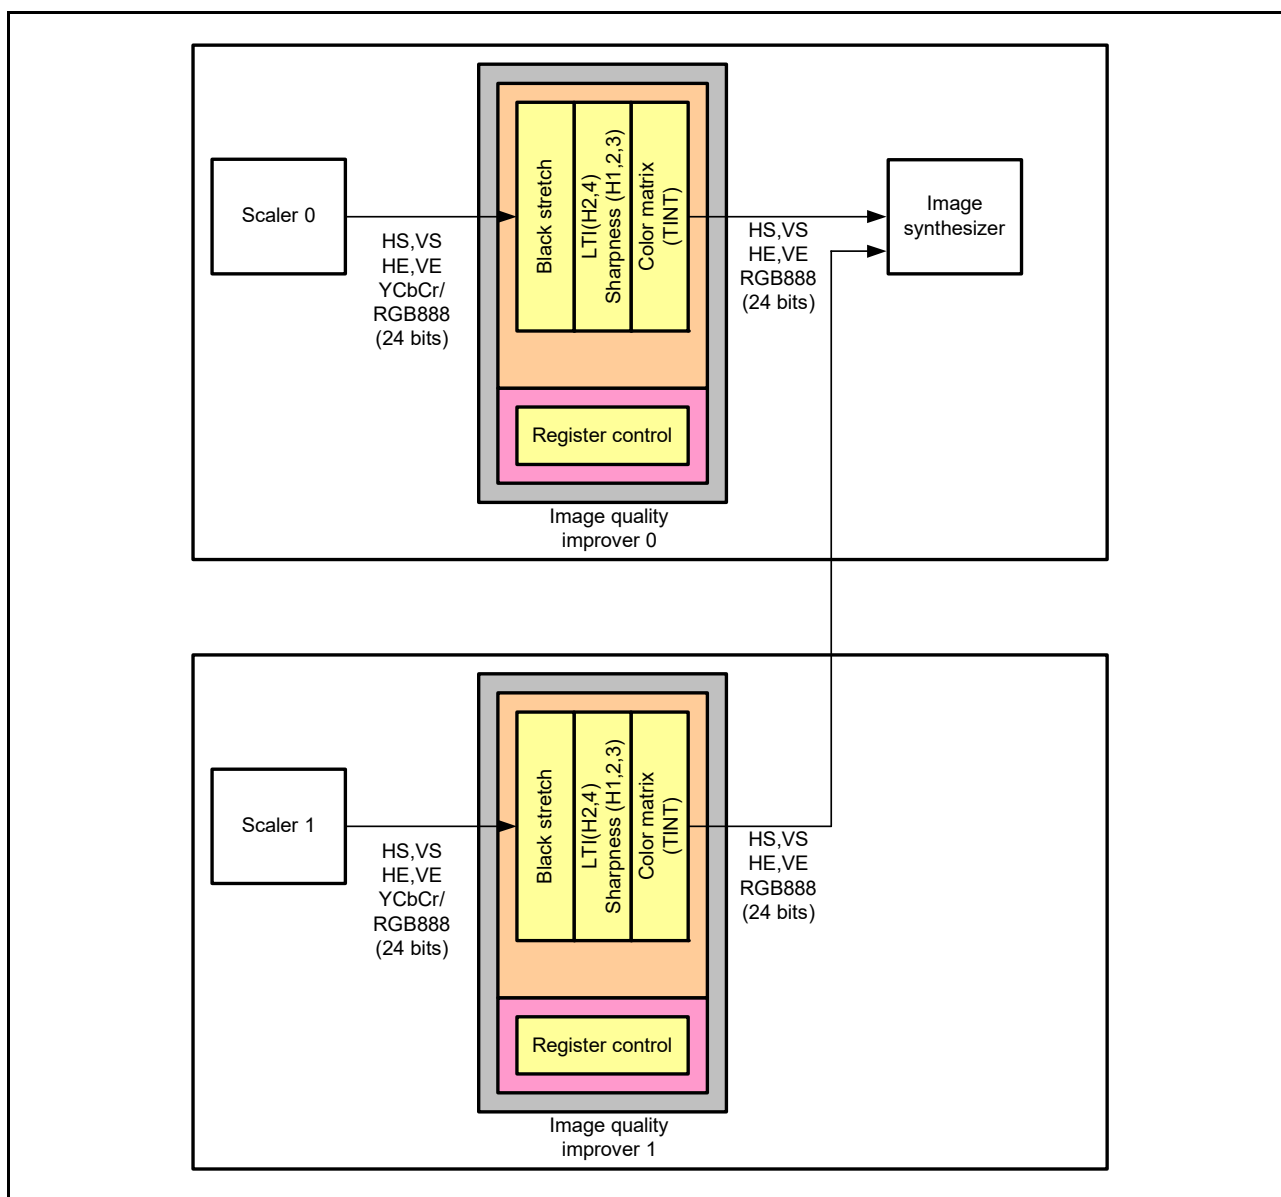 Scaler 0
HS,VS
HE,VE
YCbCr/
RGB888
(24 bits)
Black stretch
LTI(H2,4)
Sharpness (H1,2,3)
Color matrix
(TINT)
Register control
Image quality
improver 0
HS,VS
HE,VE
RGB888
(24 bits)
Image
synthesizer
Scaler 1
HS,VS
HE,VE
YCbCr/
RGB888
(24 bits)
Black stretch
LTI(H2,4)
Sharpness (H1,2,3)
Color matrix
(TINT)
Register control
Image quality
improver 1
HS,VS
HE,VE
RGB888
(24 bits)